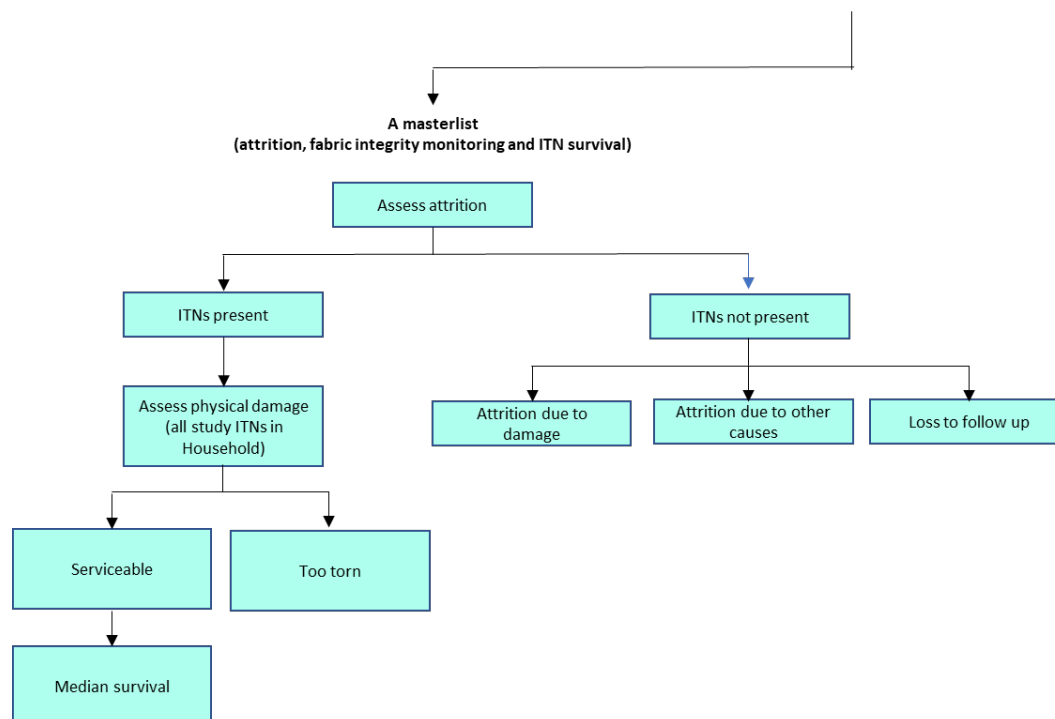 A masterlist
(attrition, fabric integrity monitoring and ITN survival)
Assess attrition
ITNs present
ITNs not present
Assess physical damage
(all study ITNs in
Household)
Attrition due to
damage
Attrition due to other
causes
Loss to follow up
Serviceable
Too torn
Median survival